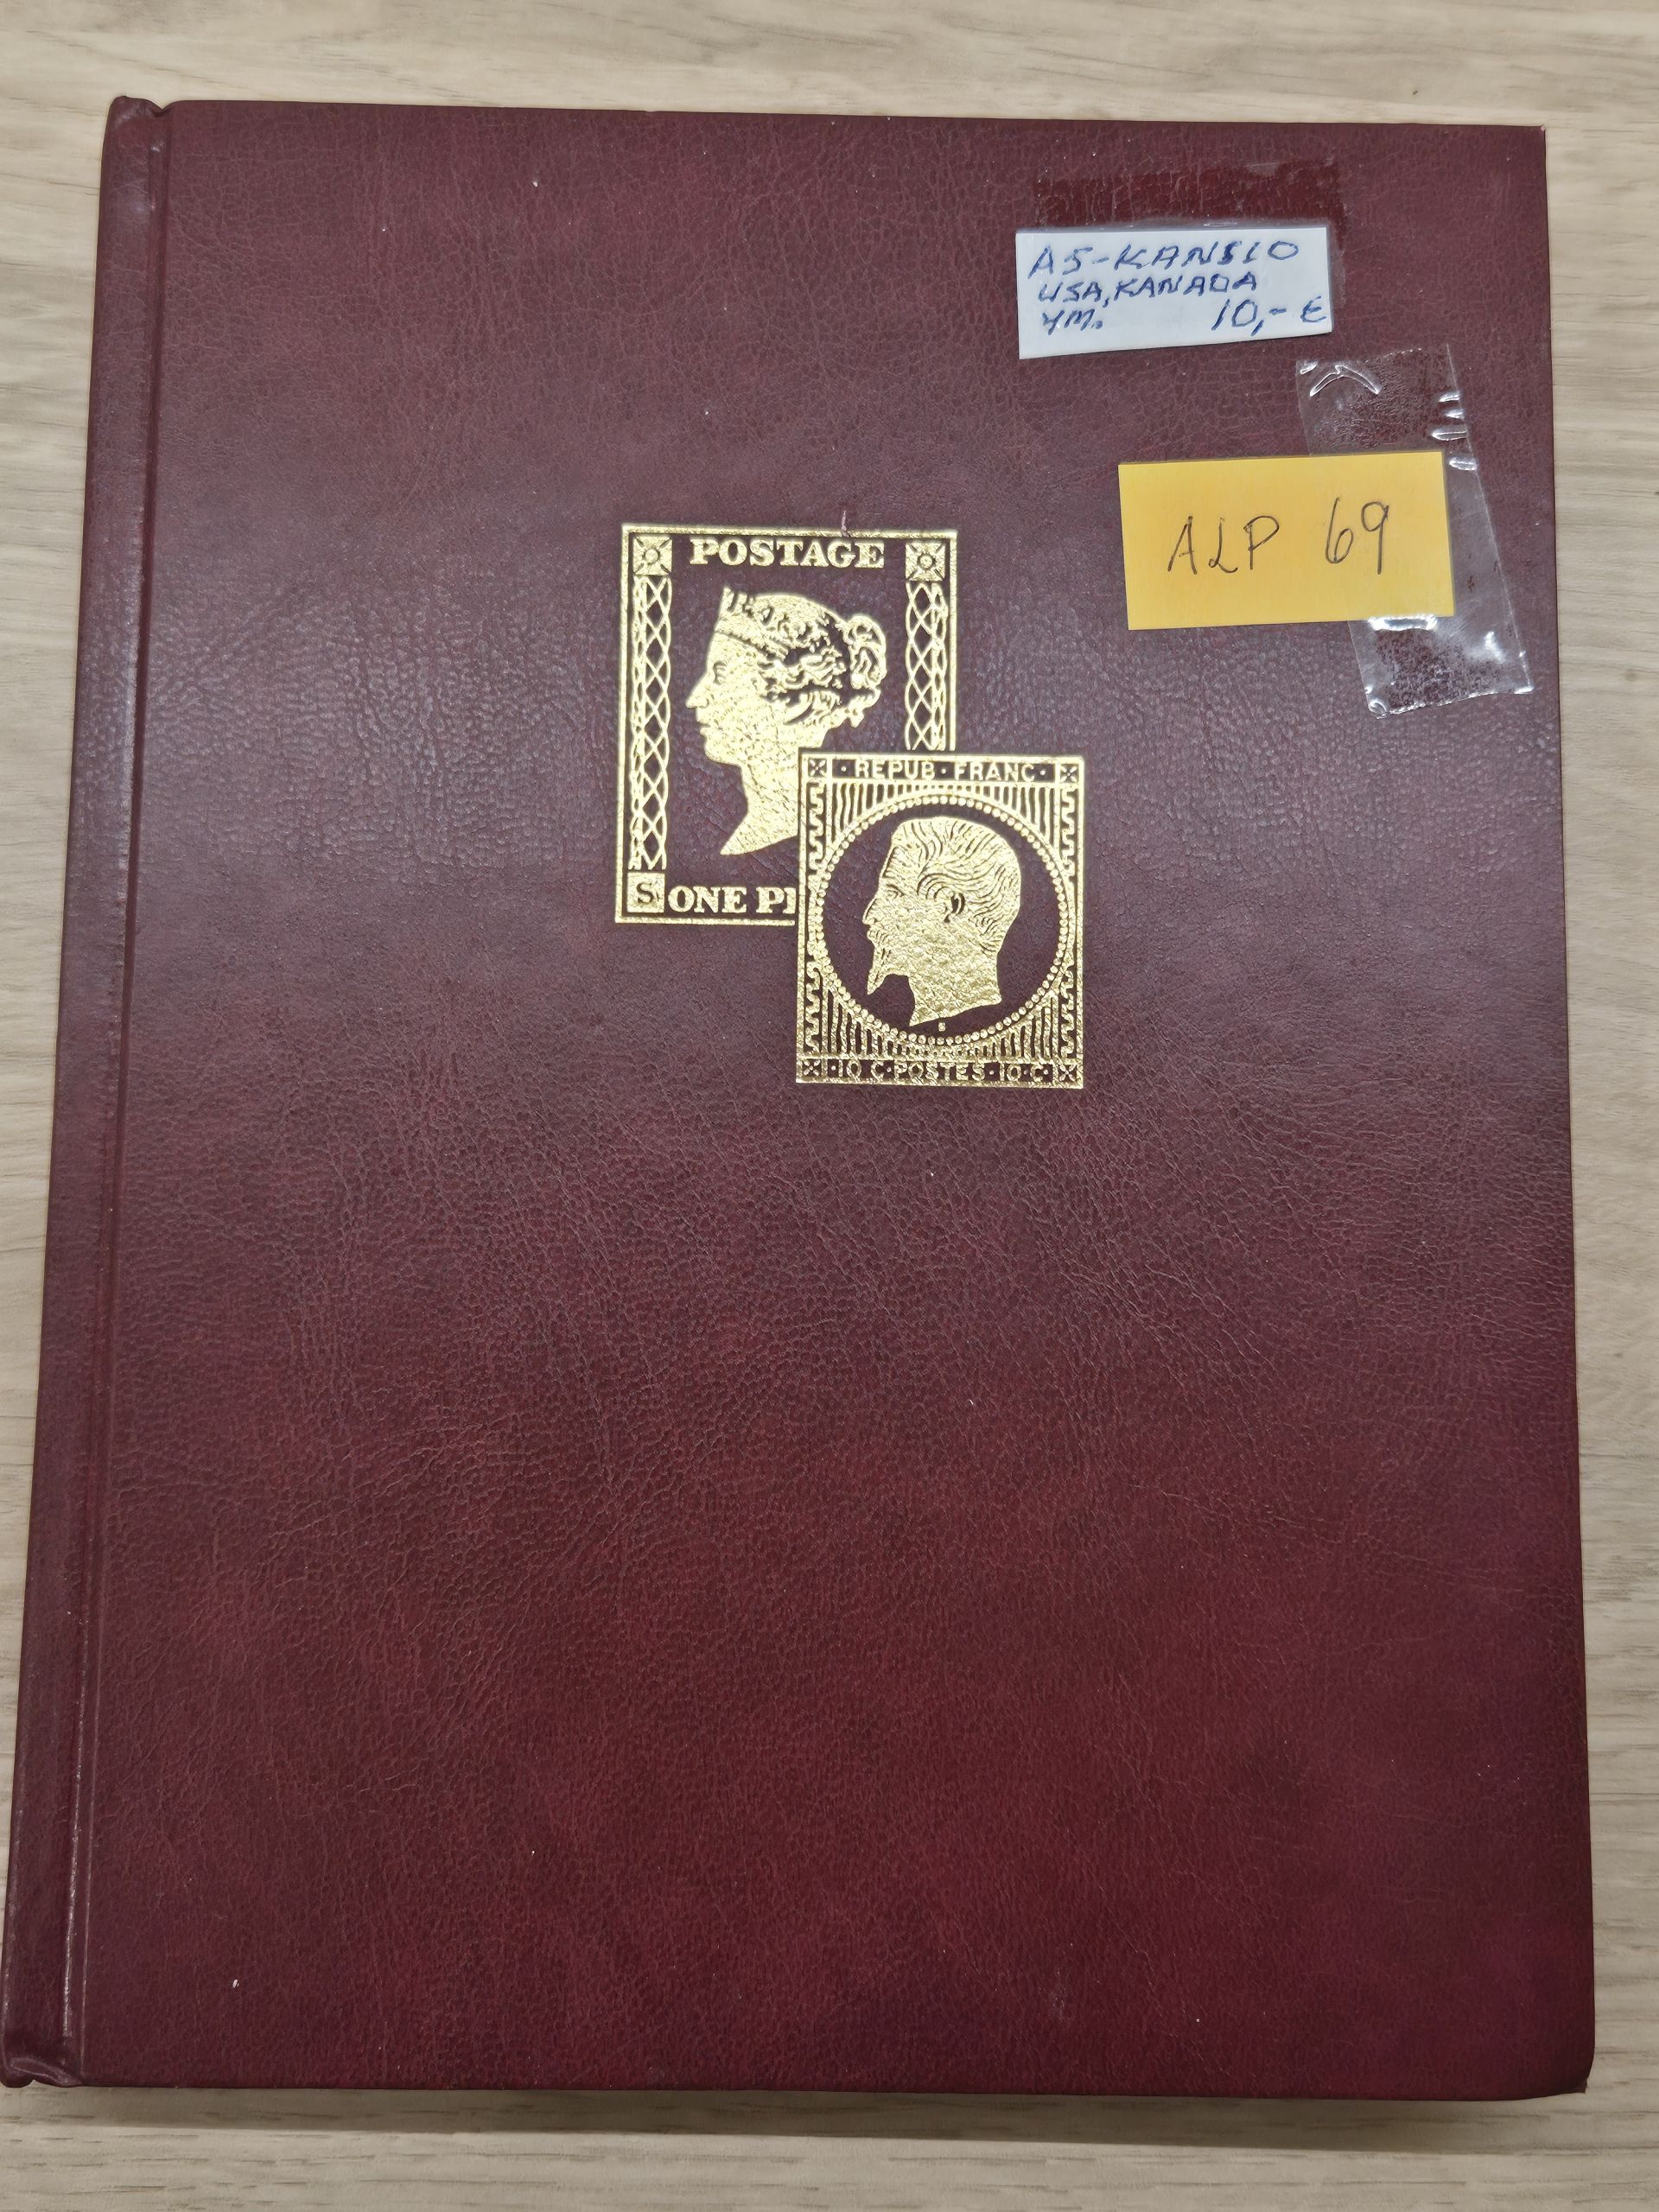 A5-KANSIO
USA, KANADA
YM. 10,- €
ALP 69
POSTAGE
S ONE PE
REPUB · FRANC ·
· 10 C · POSTES · 10 · C ·